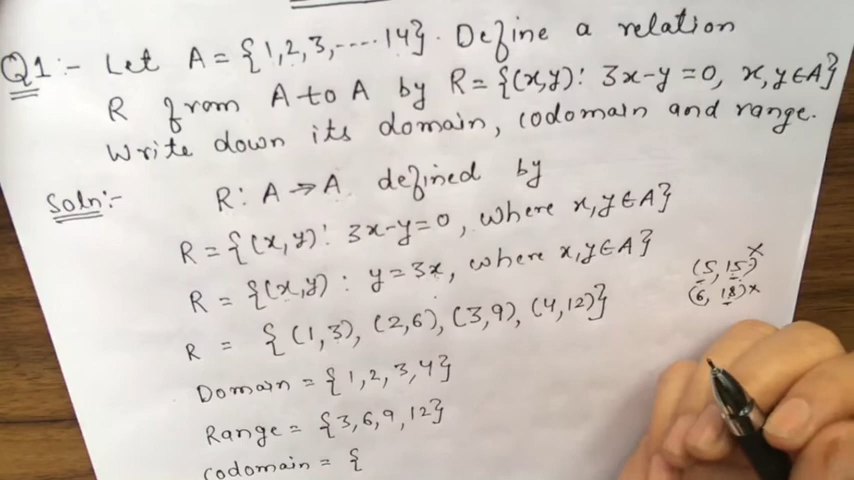 Q1:- Let A = {1,2,3,....14}. Define a relation
R from A to A by R = {(x,y): 3x-y=0, x,y∈A}
Write down its domain, codomain and range.
Soln:- R: A → A defined by
R = {(x,y): 3x-y=0, where x,y∈A}
R = {(x,y): y=3x, where x,y∈A}
(5,15)×
(6,18)×
R = {(1,3), (2,6), (3,9), (4,12)}
Domain = {1,2,3,4}
Range = {3,6,9,12}
Codomain = {